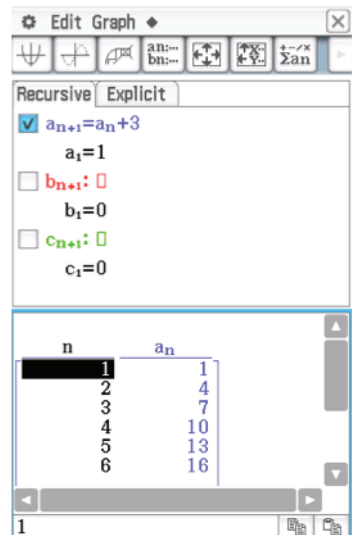 Edit Graph
an:...
bn:...
X:...
Y:...
+-/×
Σan
Recursive Explicit
aₙ₊₁=aₙ+3
a₁=1
bₙ₊₁:
b₁=0
cₙ₊₁:
c₁=0
n aₙ
1 1
2 4
3 7
4 10
5 13
6 16
1